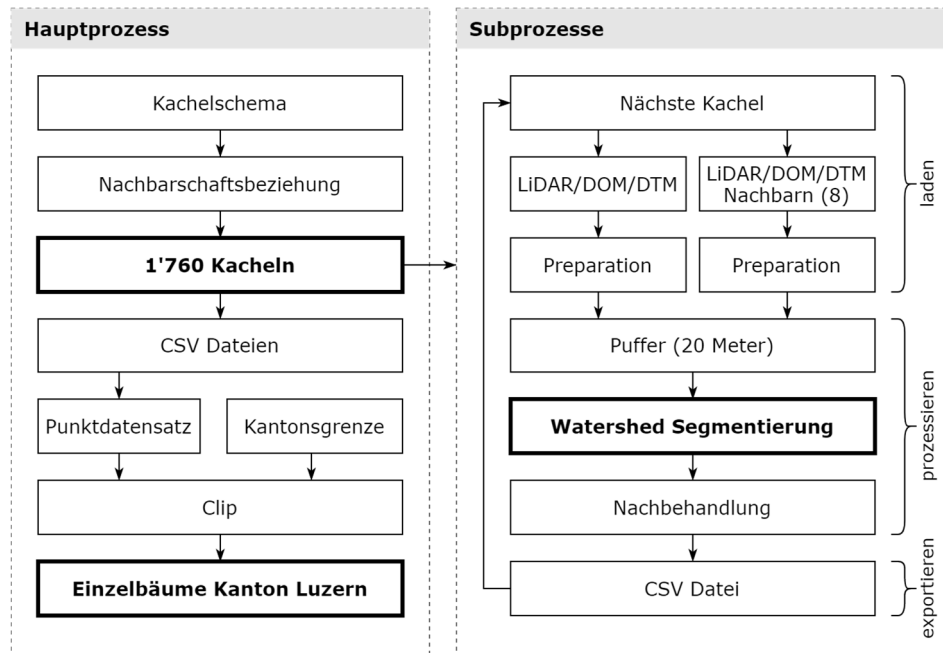 Hauptprozess
Kachelschema
Nachbarschaftsbeziehung
1'760 Kacheln
CSV Dateien
Punktdatensatz
Kantonsgrenze
Clip
Einzelbäume Kanton Luzern
Subprozesse
Nächste Kachel
LiDAR/DOM/DTM
LiDAR/DOM/DTM
Nachbarn (8)
Preparation
Preparation
laden
Puffer (20 Meter)
Watershed Segmentierung
Nachbehandlung
prozessieren
CSV Datei
exportieren